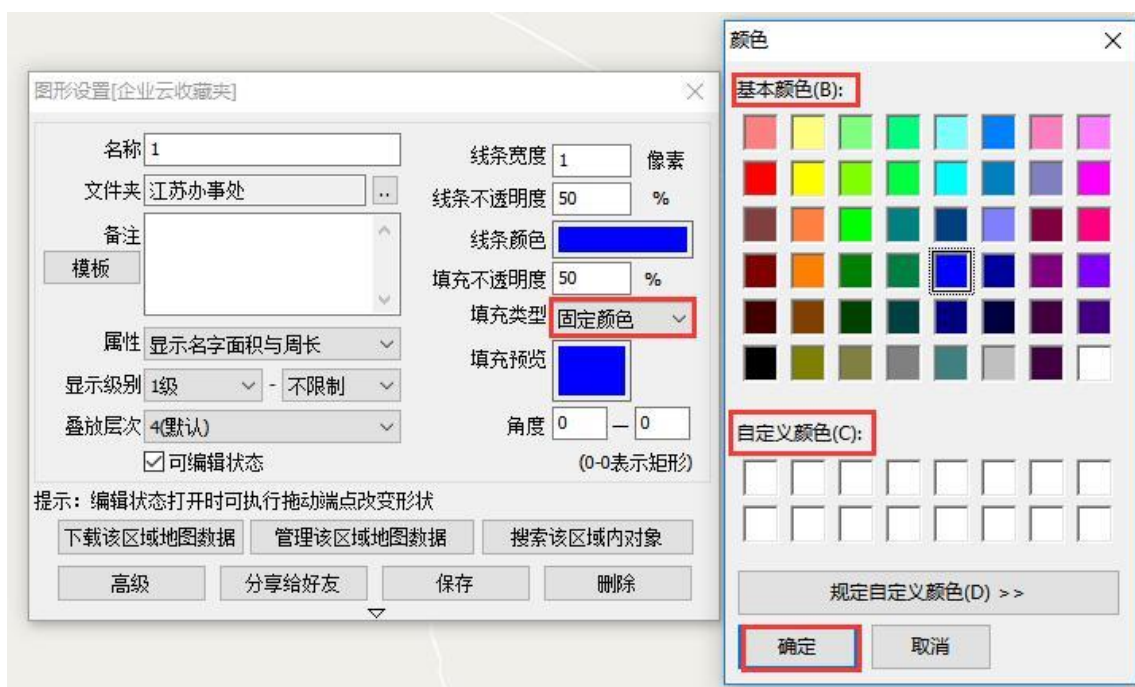 图形设置[企业云收藏夹]
名称 1
文件夹 江苏办事处 ..
备注
模板
属性 显示名字面积与周长
显示级别 1级 - 不限制
叠放层次 4(默认)
可编辑状态
线条宽度 1 像素
线条不透明度 50 %
线条颜色
填充不透明度 50 %
填充类型 固定颜色
填充预览
角度 0 — 0
(0-0表示矩形)
提示：编辑状态打开时可执行拖动端点改变形状
下载该区域地图数据 管理该区域地图数据 搜索该区域内对象
高级 分享给好友 保存 删除
颜色
基本颜色(B):
自定义颜色(C):
规定自定义颜色(D) >>
确定 取消